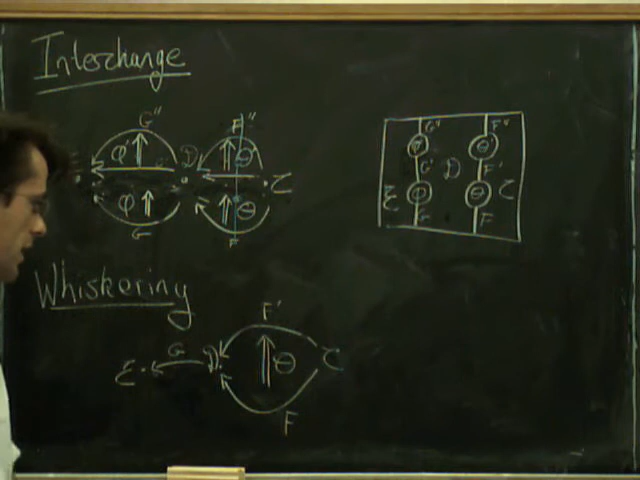 Interchange
G" F"
φ' G' D θ'
C
φ θ
G F
G" F"
φ' θ'
G' D F'
ε φ θ C
G F
Whiskering
F'
ε G D θ C
F